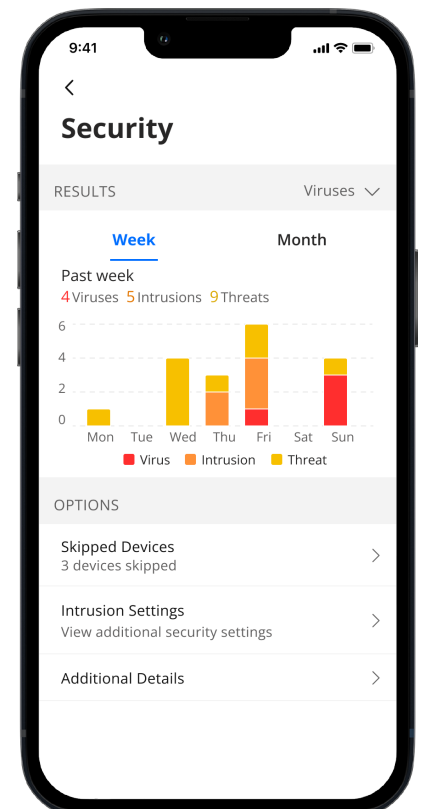 9:41
Security
RESULTS Viruses
Week Month
Past week
4 Viruses 5 Intrusions 9 Threats
6
4
2
0
Mon Tue Wed Thu Fri Sat Sun
Virus Intrusion Threat
OPTIONS
Skipped Devices
3 devices skipped
Intrusion Settings
View additional security settings
Additional Details